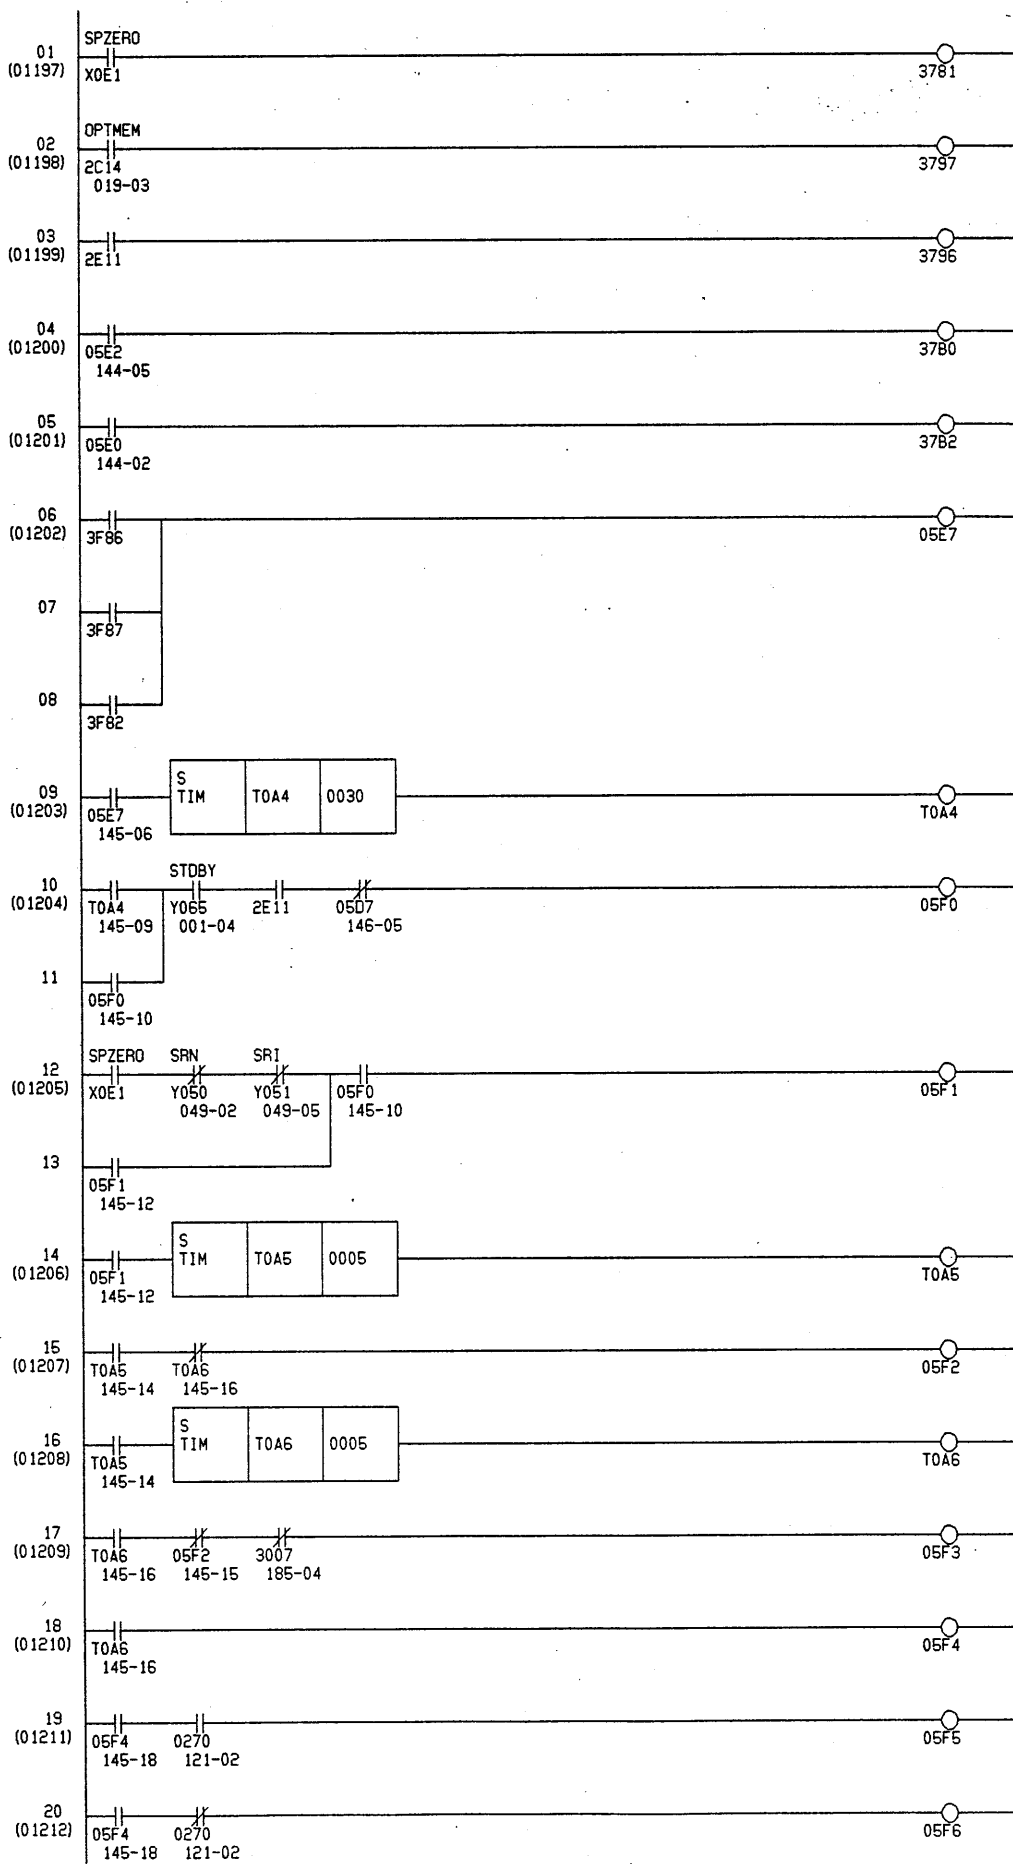 SPZERO
01
(01197) X0E1 3781
OPTMEM
02
(01198) 2C14 3797
019-03
03
(01199) 2E11 3796
04
(01200) 05E2 37B0
144-05
05
(01201) 05E0 37B2
144-02
06
(01202) 3F86 05E7
07
3F87
08
3F82
S
09 TIM T0A4 0030
(01203) 05E7 T0A4
145-06
STDBY
10
(01204) T0A4 Y065 2E11 05D7 05F0
145-09 001-04 146-05
11
05F0
145-10
SPZERO SRN SRI
12
(01205) X0E1 Y050 Y051 05F0 05F1
049-02 049-05 145-10
13
05F1
145-12
S
14 TIM T0A5 0005
(01206) 05F1 T0A5
145-12
15
(01207) T0A5 T0A6 05F2
145-14 145-16
S
16 TIM T0A6 0005
(01208) T0A5 T0A6
145-14
17
(01209) T0A6 05F2 3007 05F3
145-16 145-15 185-04
18
(01210) T0A6 05F4
145-16
19
(01211) 05F4 0270 05F5
145-18 121-02
20
(01212) 05F4 0270 05F6
145-18 121-02